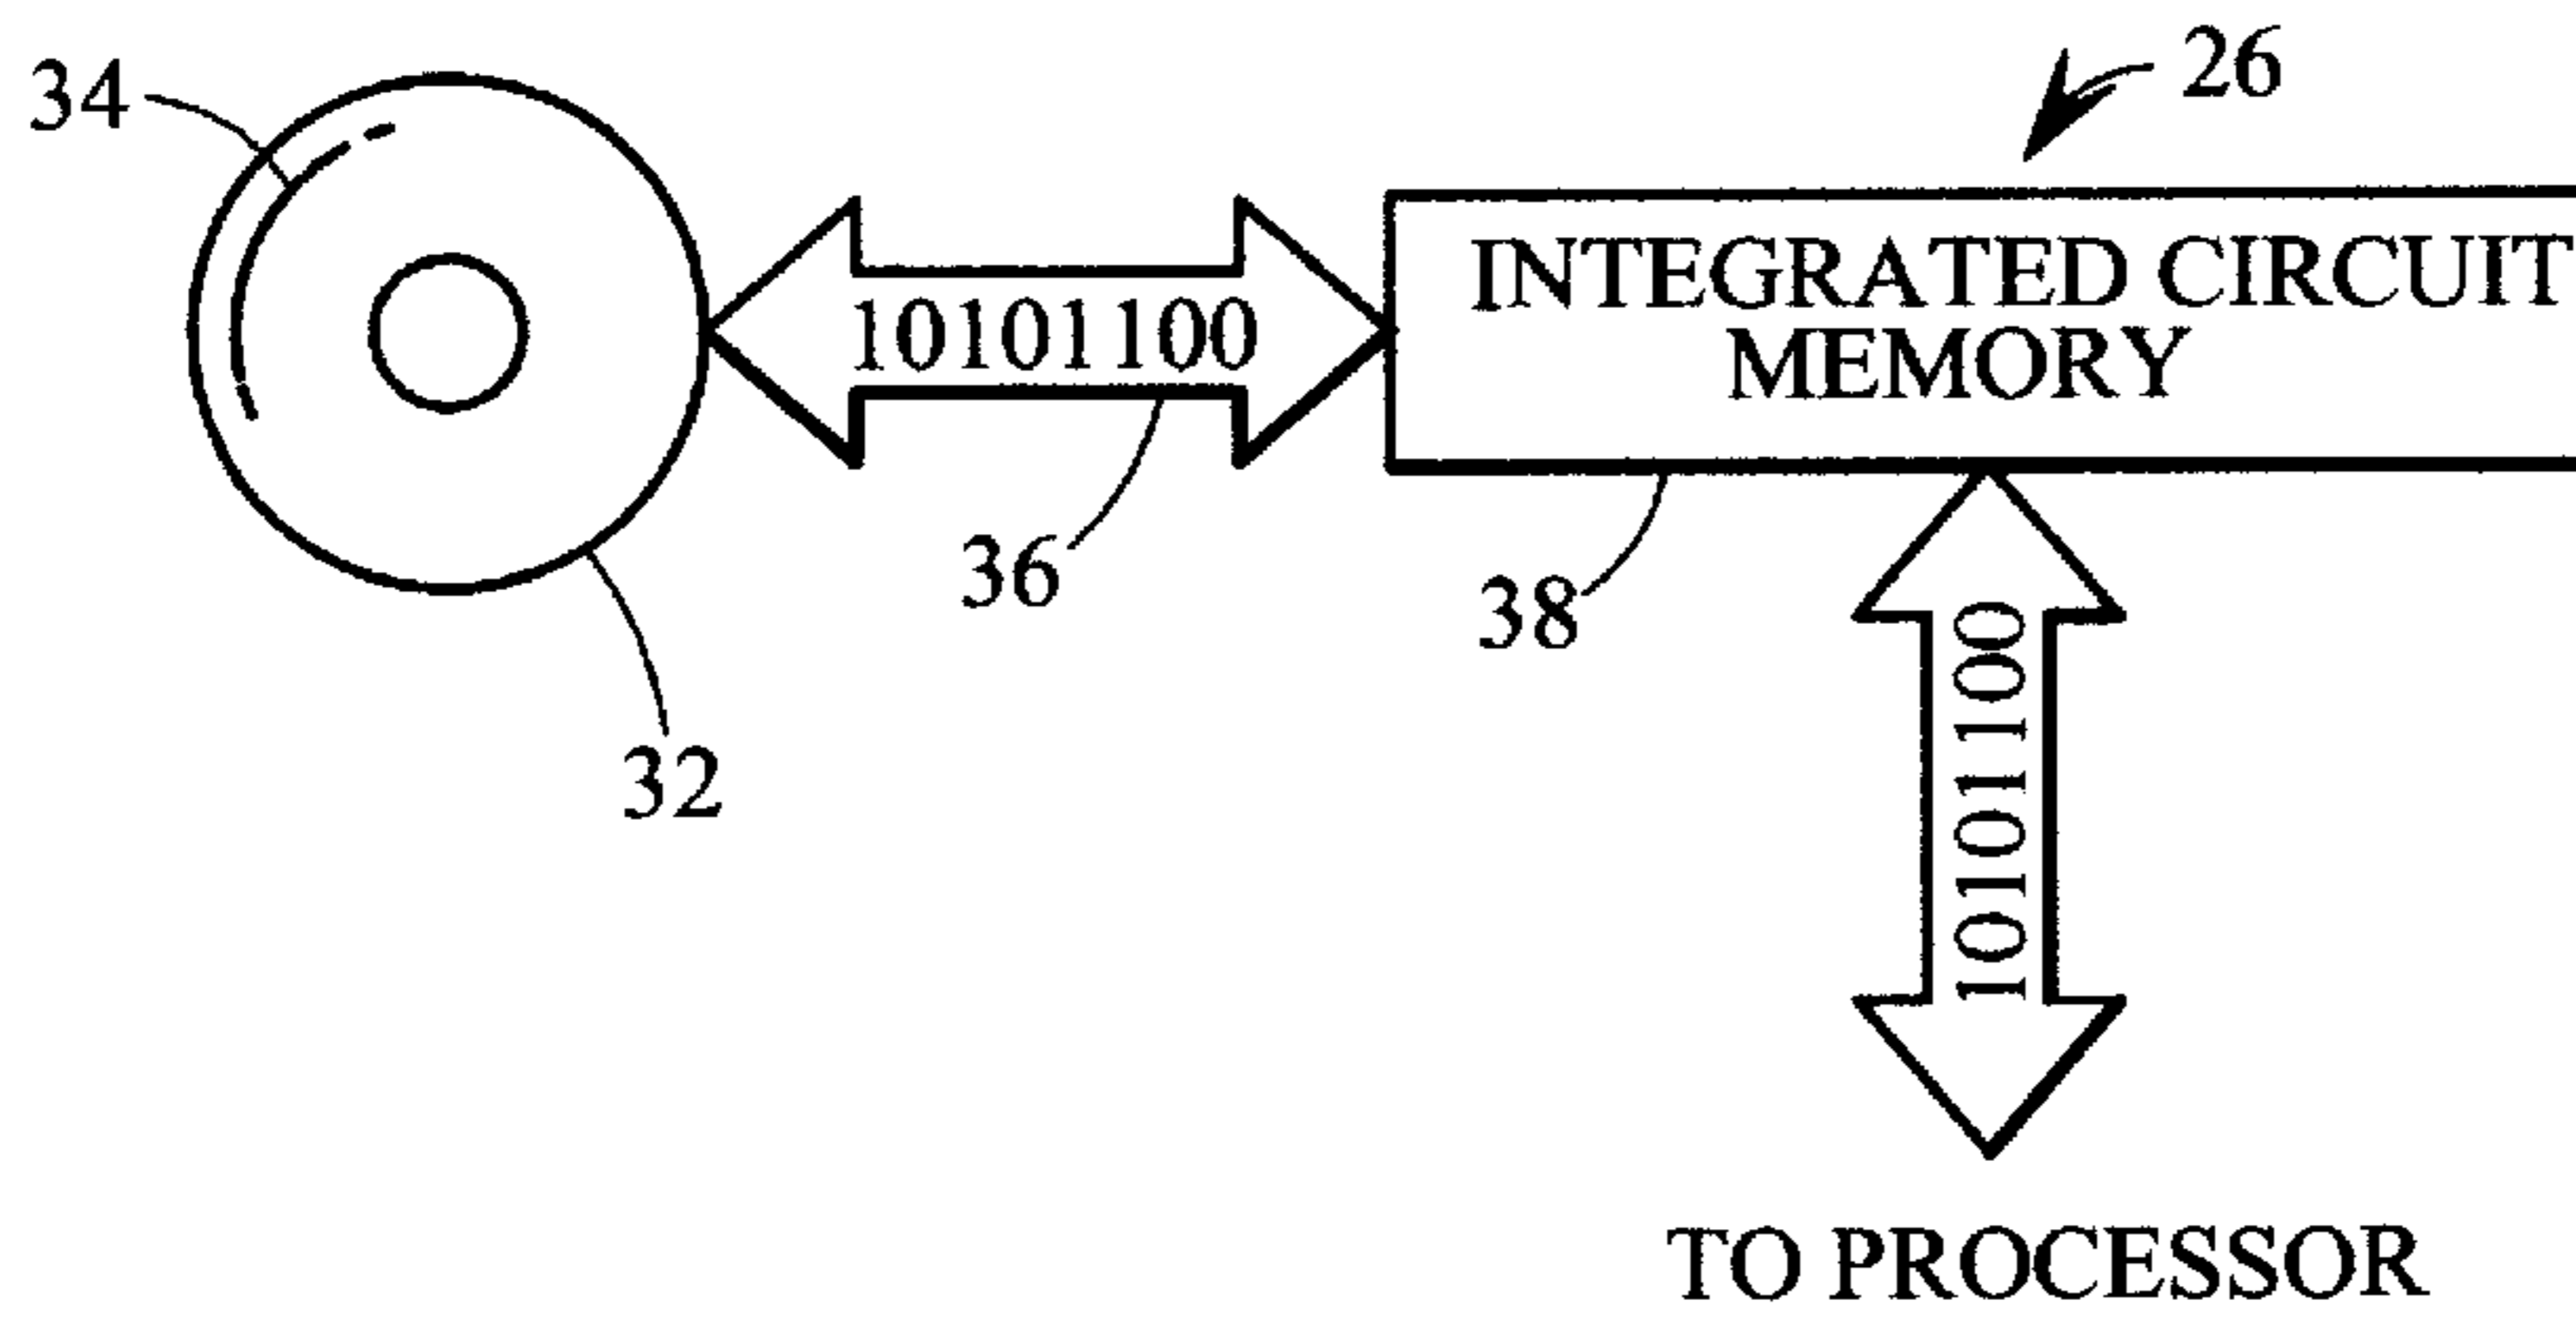 34
26
10101100
INTEGRATED CIRCUIT
MEMORY
36
38
32
10101100
TO PROCESSOR